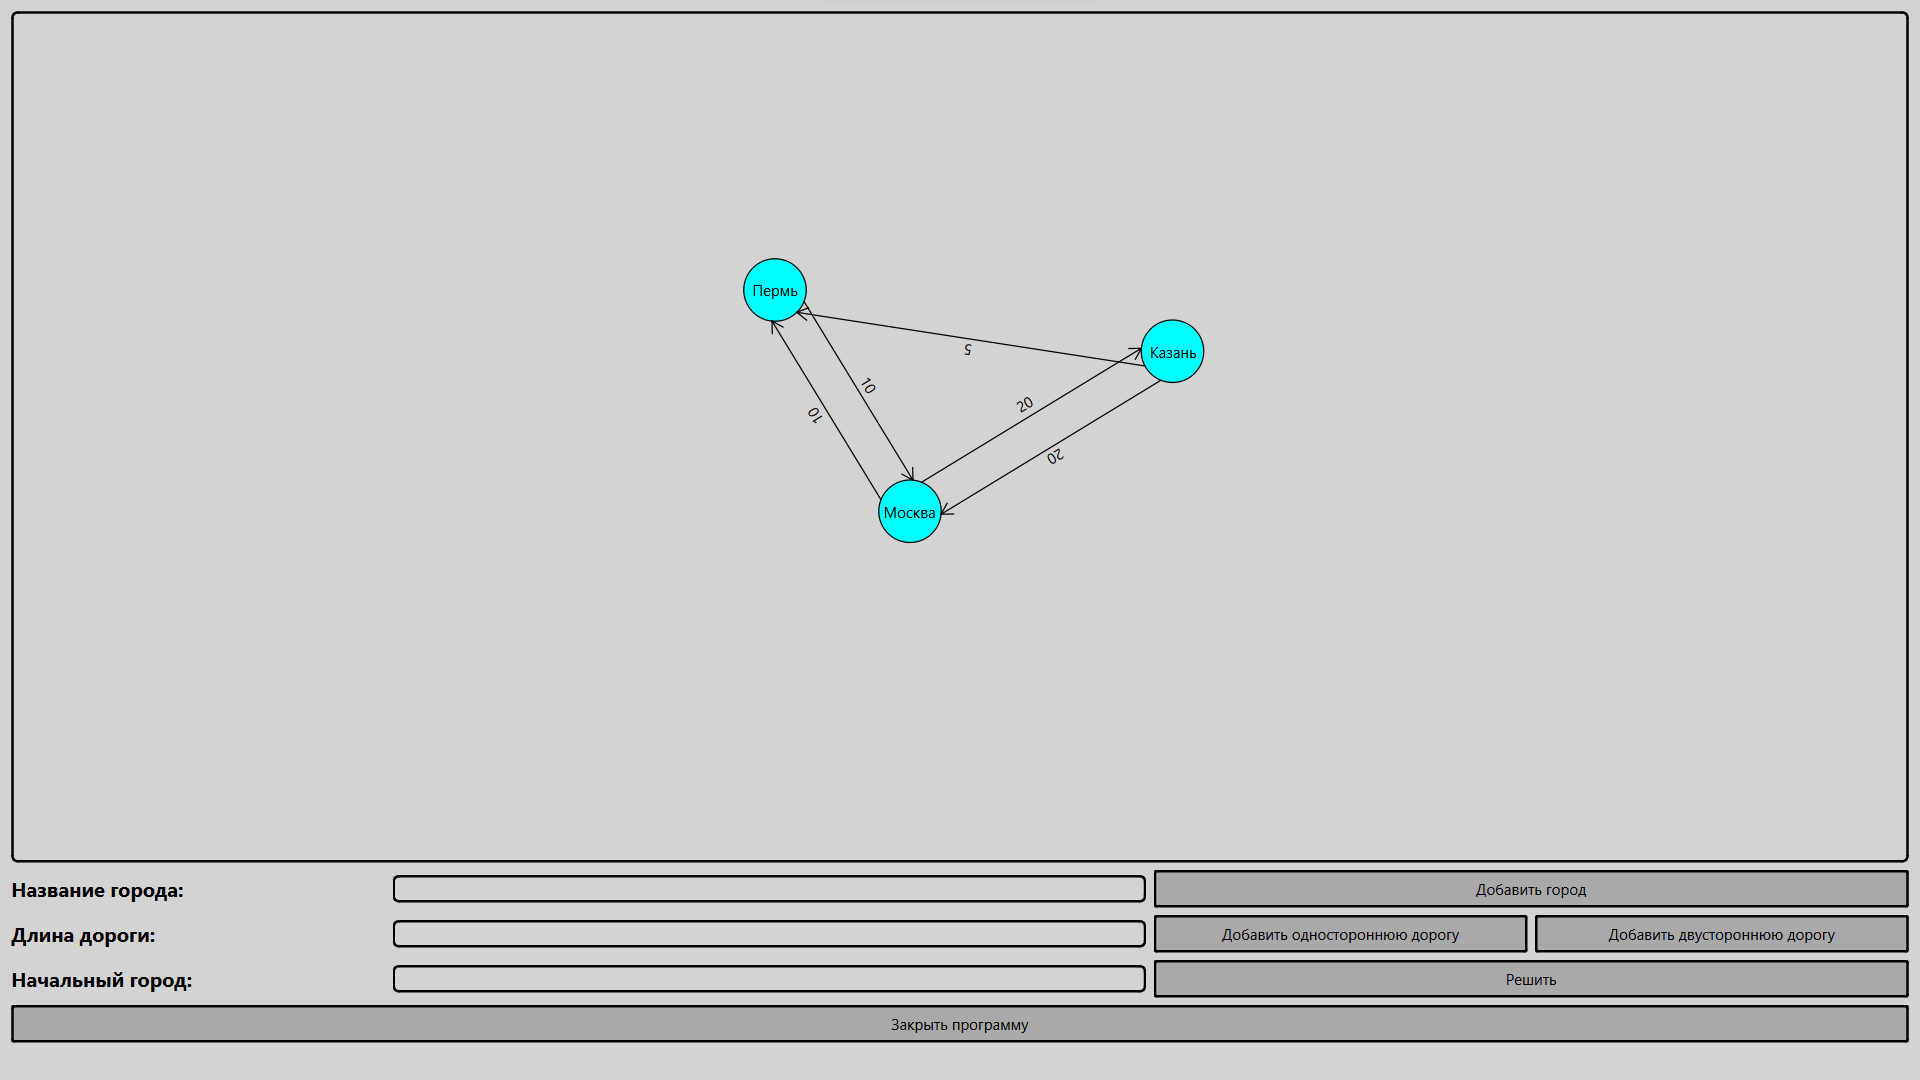 Пермь
Казань
5
10
20
10
20
Москва
Название города:
Добавить город
Длина дороги:
Добавить одностороннюю дорогу
Добавить двустороннюю дорогу
Начальный город:
Решить
Закрыть программу